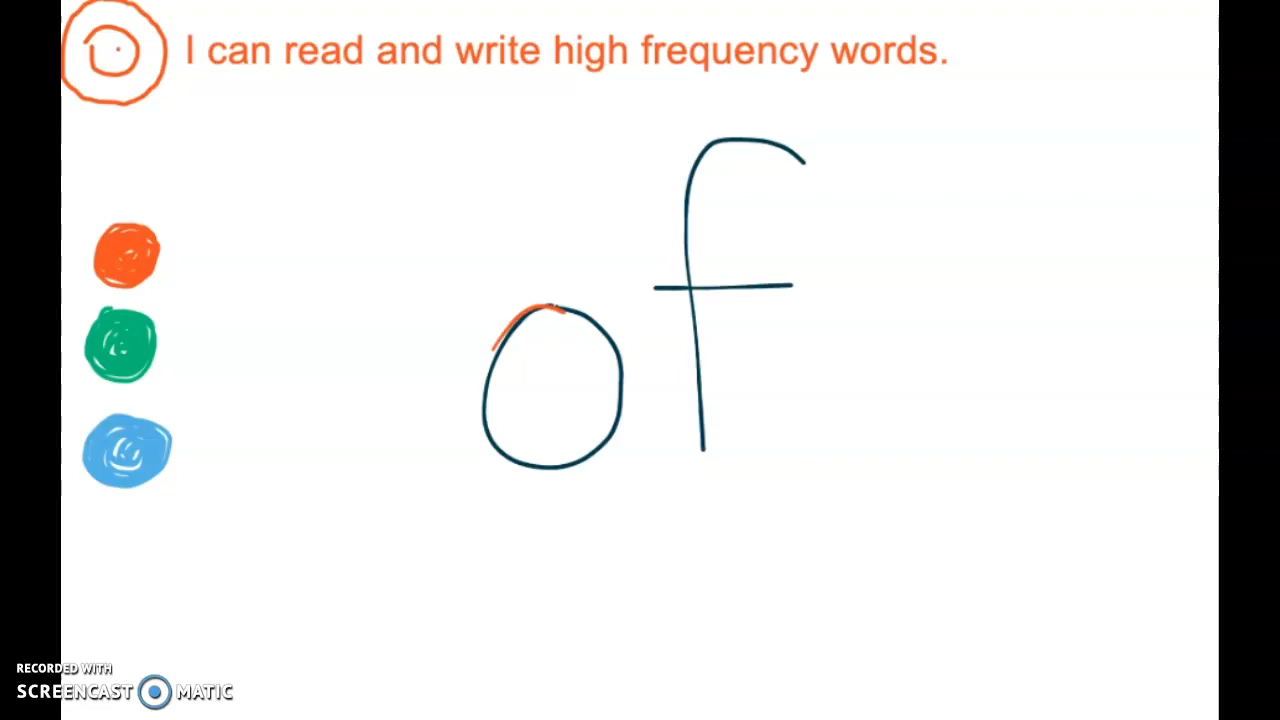 I can read and write high frequency words.
of
RECORDED WITH
SCREENCAST MATIC